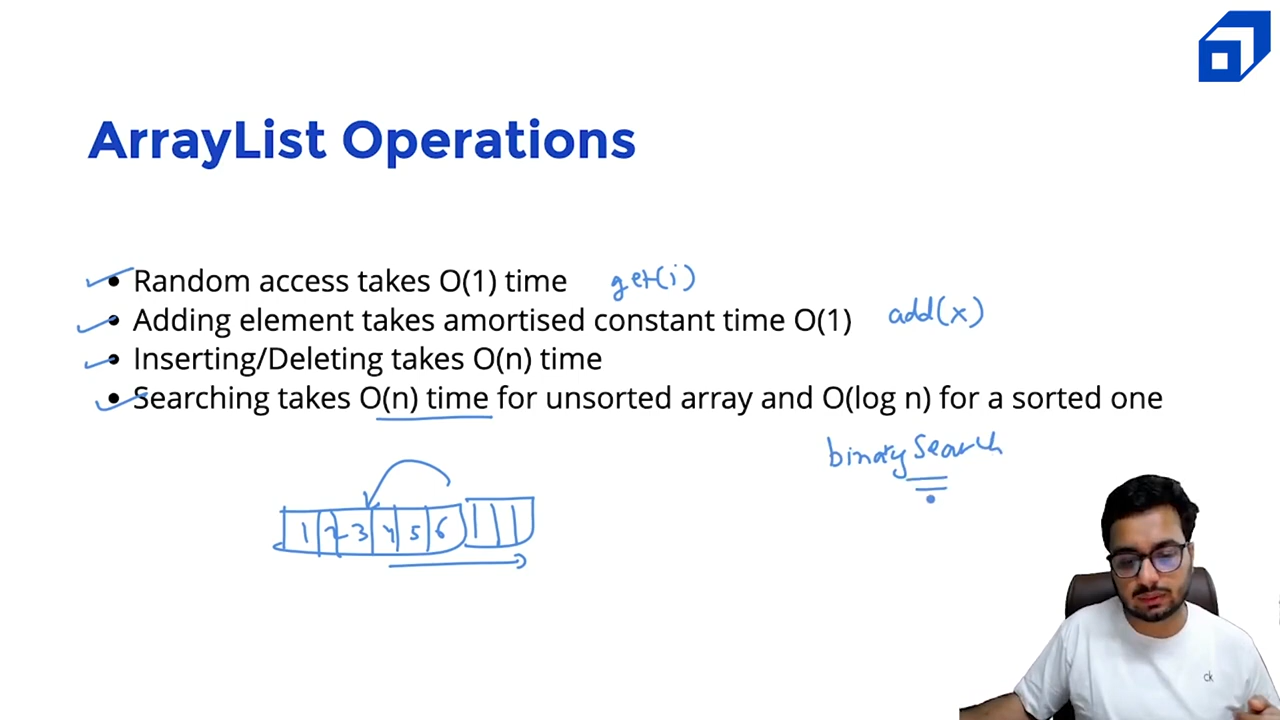 ArrayList Operations
• Random access takes O(1) time get(i)
• Adding element takes amortised constant time O(1) add(x)
• Inserting/Deleting takes O(n) time
• Searching takes O(n) time for unsorted array and O(log n) for a sorted one
binary Search
1 2 3 4 5 6
ck